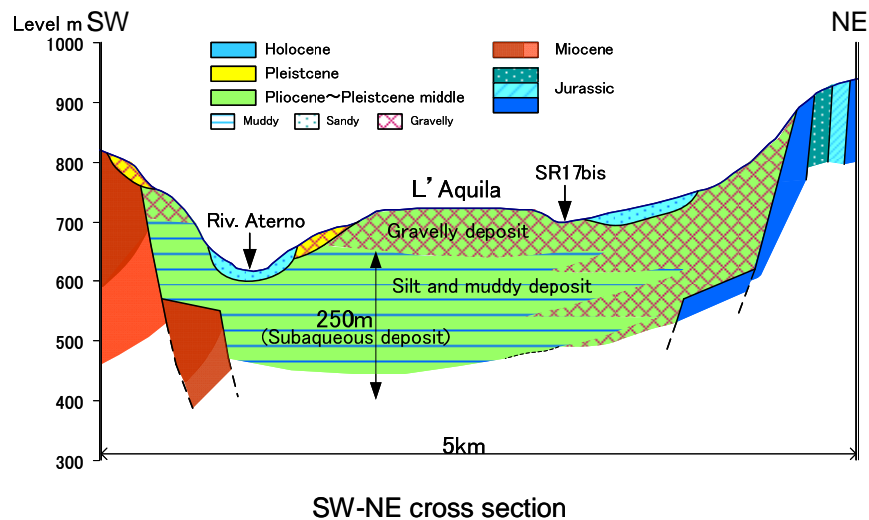 Level m SW
NE
1000
900
800
700
600
500
400
300
Holocene
Pleistcene
Pliocene～Pleistcene middle
Muddy
Sandy
Gravelly
Miocene
Jurassic
Riv. Aterno
L’Aquila
SR17bis
Gravelly deposit
Silt and muddy deposit
250m
(Subaqueous deposit)
5km
SW-NE cross section